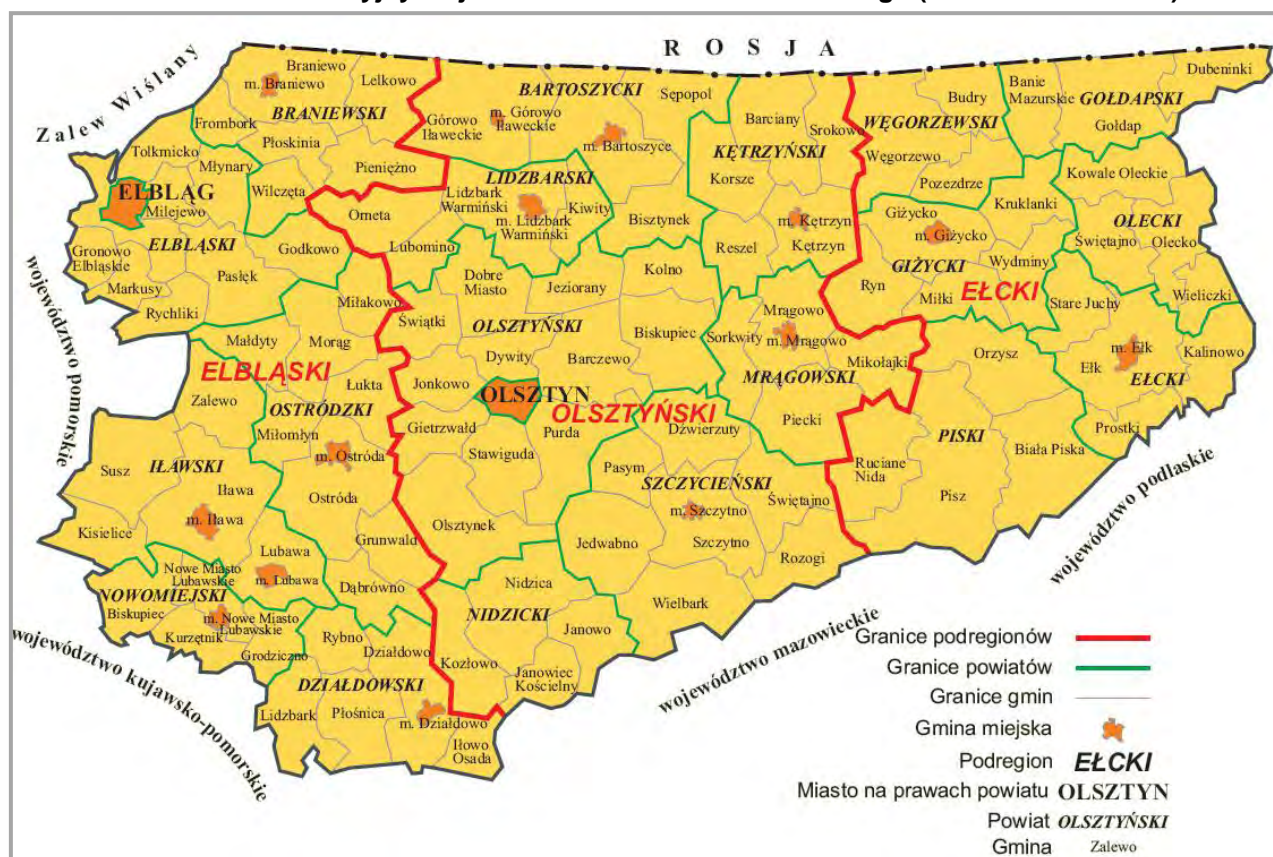 R O S J A
Zalew Wiślany
Braniewo
m. Braniewo
Lelkowo
BRANIEWSKI
Frombork
Płoskinia
Pieniężno
Wilczęta
Tolkmicko
Młynary
ELBLĄG
Milejewo
ELBLĄSKI
Godkowo
Gronowo
Elbląskie
Pasłęk
Markusy
Rychliki
BARTOSZYCKI
Sępopol
Górowo
Iławeckie
m. Górowo
Iławeckie
m. Bartoszyce
Bisztynek
LIDZBARSKI
Lidzbark
Warmiński
m. Lidzbark
Warmiński
Kiwity
Orneta
Lubomino
Barciany
Srokowo
KĘTRZYŃSKI
Korsze
m. Kętrzyn
Kętrzyn
Reszel
WĘGORZEWSKI
Budry
Węgorzewo
Pozezdrze
Banie
Mazurskie
GOŁDAPSKI
Dubeninki
Gołdap
Kowale Oleckie
OLECKI
Świętajno
Olecko
Wieliczki
Kruklanki
Giżycko
m. Giżycko
GIŻYCKI
Wydminy
Ryn
Miłki
EŁCKI
Stare Juchy
m. Ełk
Ełk
Kalinowo
EŁCKI
Prostki
Orzysz
PISKI
Biała Piska
Ruciane
Nida
Pisz
Miłakowo
Małdyty
Morąg
ELBLĄSKI
Łukta
OSTRÓDZKI
Miłomłyn
m. Ostróda
Ostróda
Grunwald
Dąbrówno
Zalewo
Susz
IŁAWSKI
Iława
m. Iława
Kisielice
Lubawa
m. Lubawa
Nowe Miasto
Lubawskie
NOWOMIEJSKI
Biskupiec
m. Nowe Miasto
Lubawskie
Kurzętnik
Grodziczno
Rybno
Działdowo
DZIAŁDOWSKI
Lidzbark
Płośnica
m. Działdowo
Iłowo
Osada
Dobre
Miasto
Jeziorany
Kolno
Świątki
OLSZTYŃSKI
Biskupiec
Dywity
Barczewo
Jonkowo
OLSZTYN
OLSZTYŃSKI
Gietrzwałd
Purda
Stawiguda
Olsztynek
Mrągowo
Sorkwity
m. Mrągowo
Mikołajki
MRĄGOWSKI
Piecki
Dźwierzuty
Pasym
SZCZYCIEŃSKI
Świętajno
m. Szczytno
Szczytno
Jedwabno
Rozogi
Wielbark
Nidzica
NIDZICKI
Janowo
Kozłowo
Janowiec
Kościelny
województwo pomorskie
województwo kujawsko-pomorskie
województwo mazowieckie
województwo podlaskie
Granice podregionów
Granice powiatów
Granice gmin
Gmina miejska
Podregion EŁCKI
Miasto na prawach powiatu OLSZTYN
Powiat OLSZTYŃSKI
Gmina Zalewo